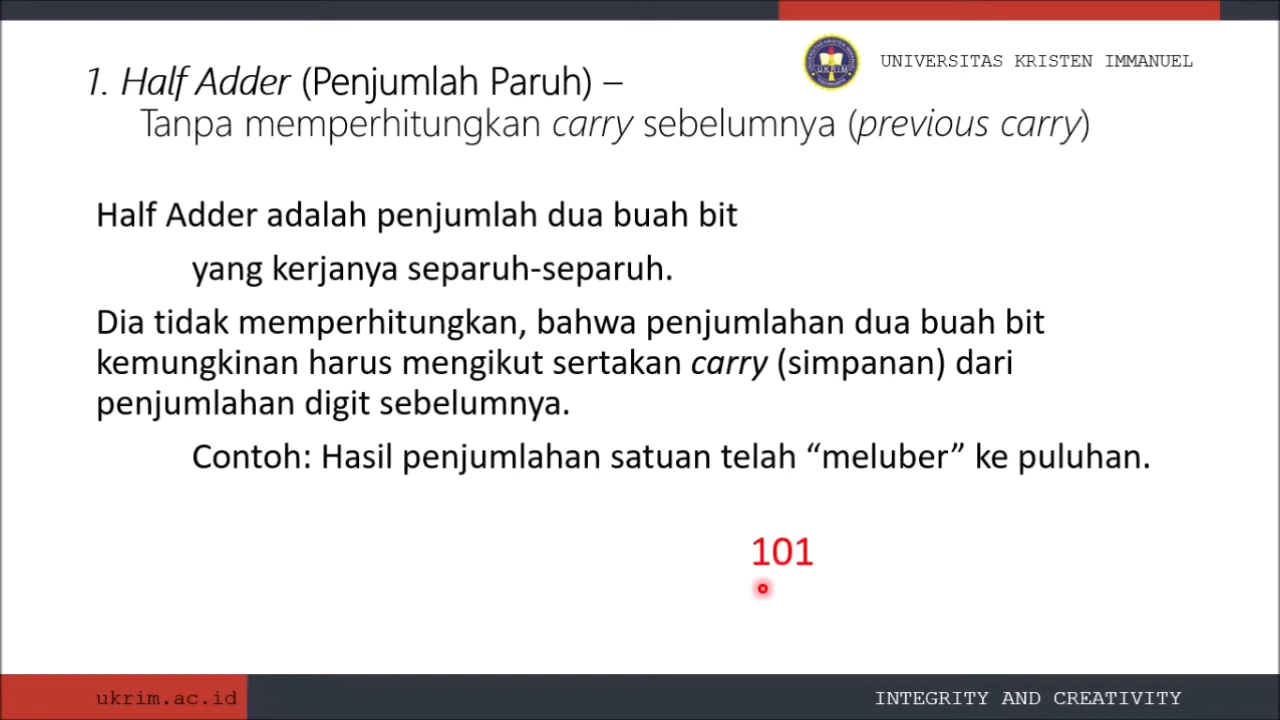 UNIVERSITAS KRISTEN IMMANUEL
1. Half Adder (Penjumlah Paruh) –
Tanpa memperhitungkan carry sebelumnya (previous carry)
Half Adder adalah penjumlah dua buah bit
yang kerjanya separuh-separuh.
Dia tidak memperhitungkan, bahwa penjumlahan dua buah bit
kemungkinan harus mengikut sertakan carry (simpanan) dari
penjumlahan digit sebelumnya.
Contoh: Hasil penjumlahan satuan telah “meluber” ke puluhan.
101
ukrim.ac.id
INTEGRITY AND CREATIVITY